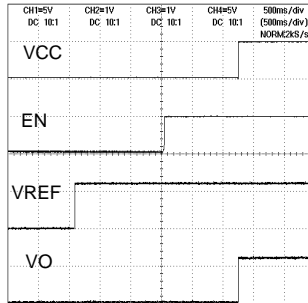 CH1=5V CH2=1V CH3=1V CH4=5V 500ms/div
DC 10:1 DC 10:1 DC 10:1 DC 10:1 (500ms/div)
NORM:2kS/s
VCC
EN
VREF
VO